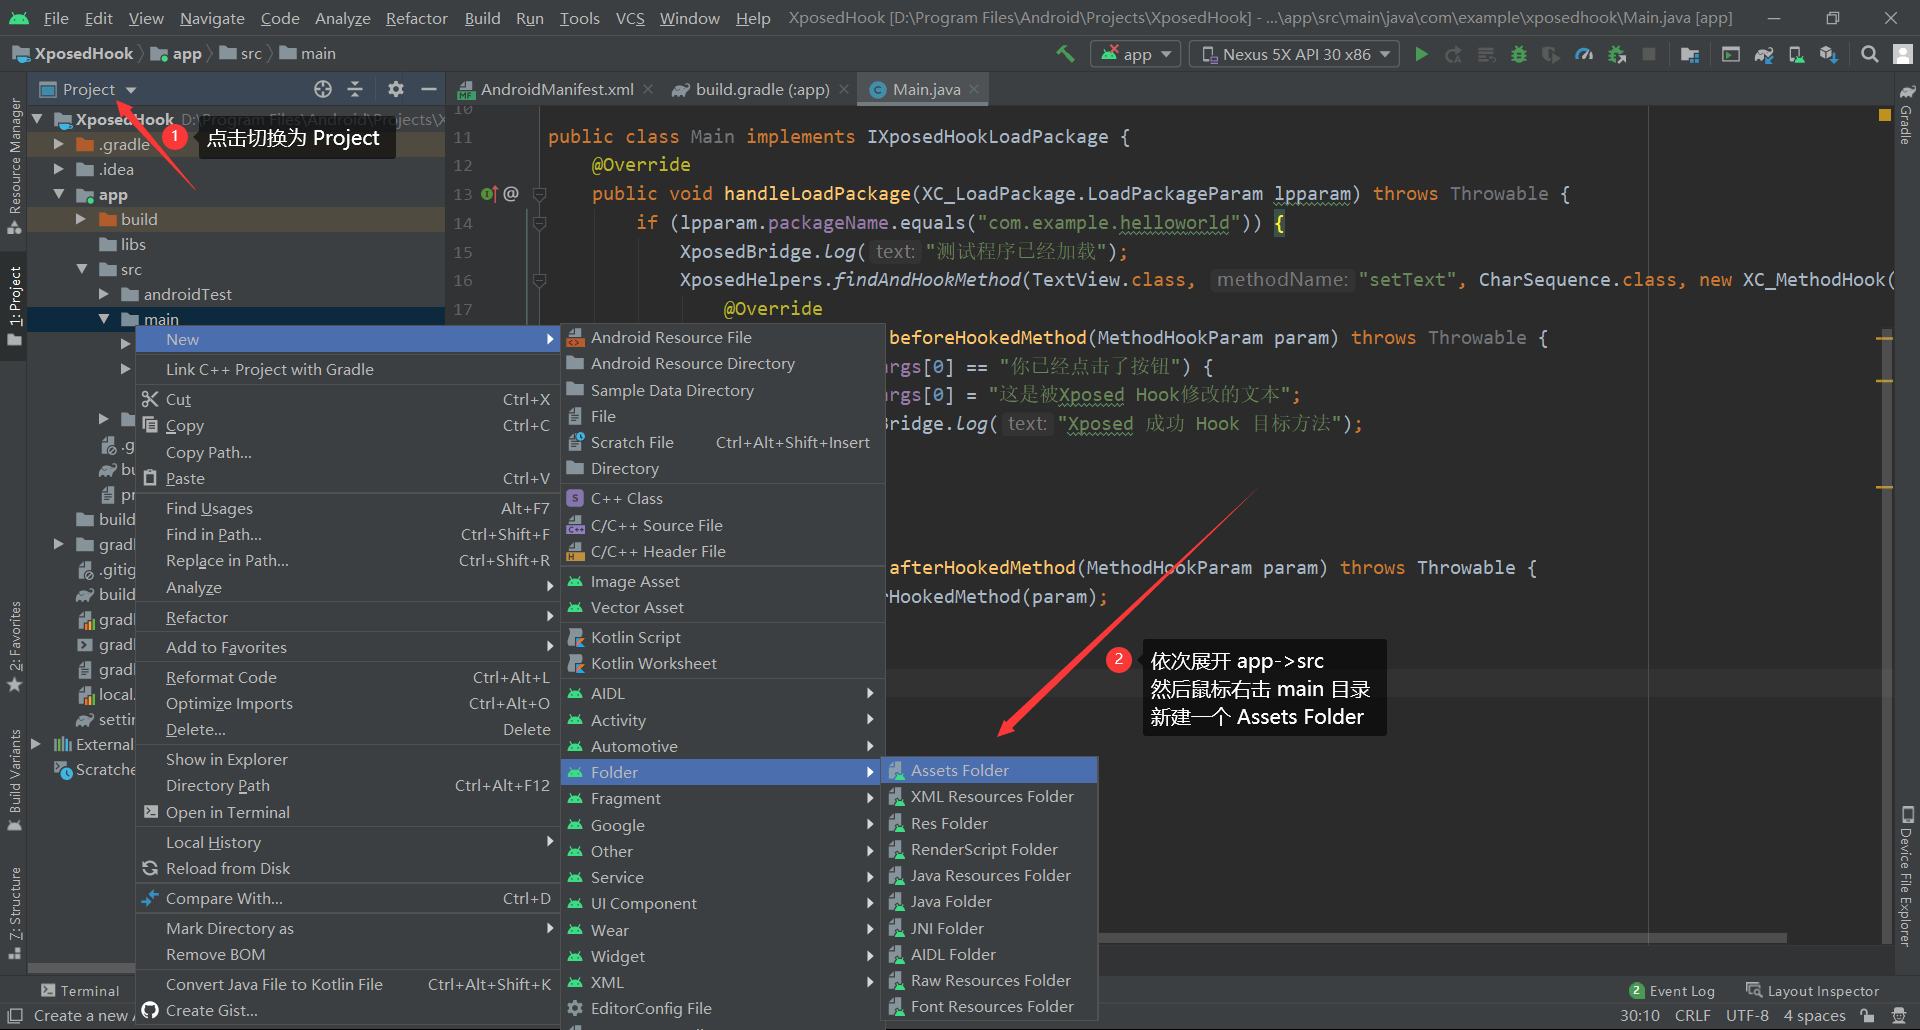 File Edit View Navigate Code Analyze Refactor Build Run Tools VCS Window Help XposedHook [D:\Program Files\Android\Projects\XposedHook] - ...\app\src\main\java\com\example\xposedhook\Main.java [app]
XposedHook app src main
app Nexus 5X API 30 x86
Project
AndroidManifest.xml build.gradle (:app) Main.java
Resource Manager
1: Project
2: Favorites
Build Variants
7: Structure
Gradle
Device File Explorer
XposedHook
.gradle
.idea
app
build
libs
src
androidTest
main
1 点击切换为 Project
External
10
11 public class Main implements IXposedHookLoadPackage {
12 @Override
13 @ public void handleLoadPackage(XC_LoadPackage.LoadPackageParam lpparam) throws Throwable {
14 if (lpparam.packageName.equals("com.example.helloworld")) {
15 XposedBridge.log( text: "测试程序已经加载");
16 XposedHelpers.findAndHookMethod(TextView.class, methodName: "setText", CharSequence.class, new XC_MethodHook(
17 @Override
beforeHookedMethod(MethodHookParam param) throws Throwable {
rgs[0] == "你已经点击了按钮") {
rgs[0] = "这是被Xposed Hook修改的文本";
ridge.log( text: "Xposed 成功 Hook 目标方法");
afterHookedMethod(MethodHookParam param) throws Throwable {
HookedMethod(param);
2 依次展开 app->src
然后鼠标右击 main 目录
新建一个 Assets Folder
New
Link C++ Project with Gradle
Cut Ctrl+X
Copy Ctrl+C
Copy Path...
Paste Ctrl+V
Find Usages Alt+F7
Find in Path... Ctrl+Shift+F
Replace in Path... Ctrl+Shift+R
Analyze
Refactor
Add to Favorites
Reformat Code Ctrl+Alt+L
Optimize Imports Ctrl+Alt+O
Delete... Delete
Show in Explorer
Directory Path Ctrl+Alt+F12
Open in Terminal
Local History
Reload from Disk
Compare With... Ctrl+D
Mark Directory as
Remove BOM
Convert Java File to Kotlin File Ctrl+Alt+Shift+K
Create Gist...
Android Resource File
Android Resource Directory
Sample Data Directory
File
Scratch File Ctrl+Alt+Shift+Insert
Directory
C++ Class
C/C++ Source File
C/C++ Header File
Image Asset
Vector Asset
Kotlin Script
Kotlin Worksheet
AIDL
Activity
Automotive
Folder
Fragment
Google
Other
Service
UI Component
Wear
Widget
XML
EditorConfig File
Assets Folder
XML Resources Folder
Res Folder
RenderScript Folder
Java Resources Folder
Java Folder
JNI Folder
AIDL Folder
Raw Resources Folder
Font Resources Folder
Terminal
2 Event Log Layout Inspector
Create a new
30:10 CRLF UTF-8 4 spaces